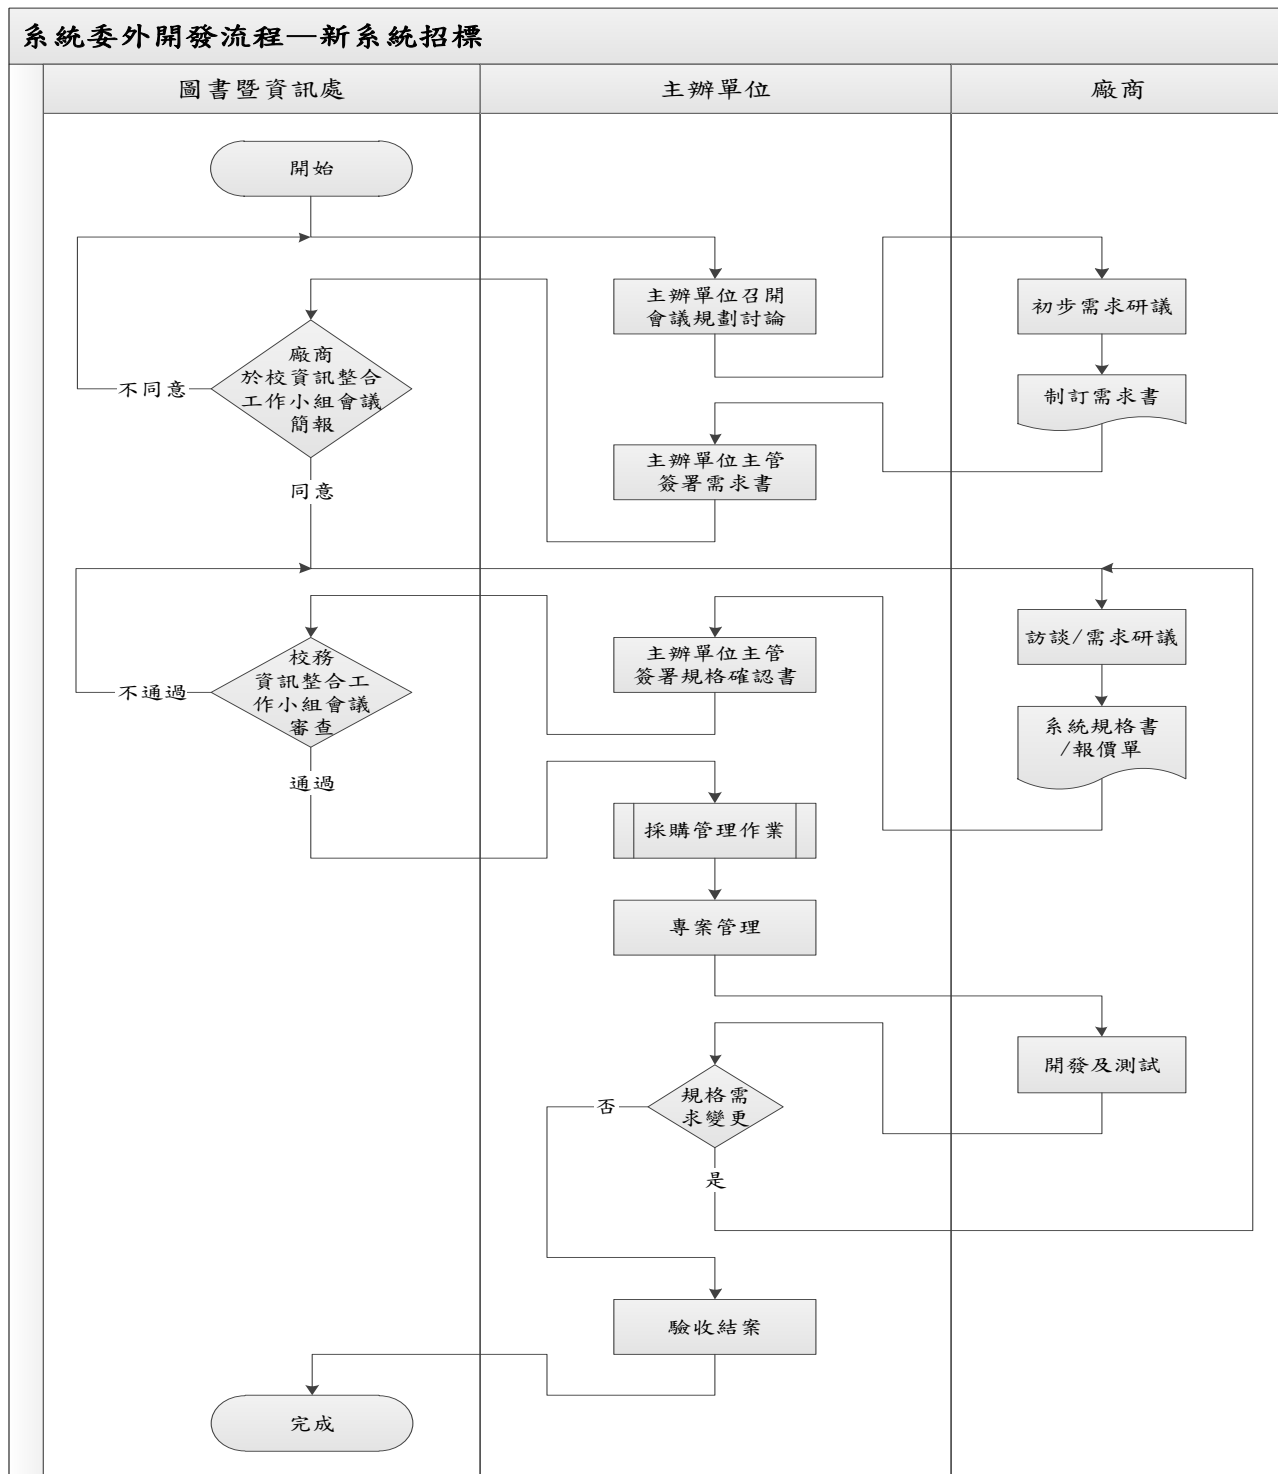 系統委外開發流程—新系統招標
圖書暨資訊處
主辦單位
廠商
開始
主辦單位召開
會議規劃討論
初步需求研議
制訂需求書
廠商
於校資訊整合
工作小組會議
簡報
不同意
同意
主辦單位主管
簽署需求書
訪談/需求研議
系統規格書
/報價單
主辦單位主管
簽署規格確認書
校務
資訊整合工
作小組會議
審查
不通過
通過
採購管理作業
專案管理
開發及測試
規格需
求變更
否
是
驗收結案
完成